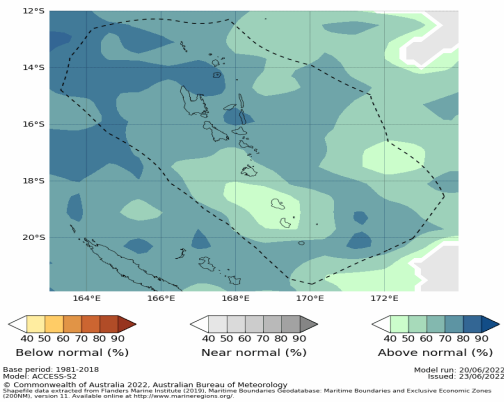 12°S
14°S
16°S
18°S
20°S
164°E 166°E 168°E 170°E 172°E
40 50 60 70 80 90 40 50 60 70 80 90 40 50 60 70 80 90
Below normal (%) Near normal (%) Above normal (%)
Base period: 1981-2018 Model run: 20/06/2022
Model: ACCESS-S2 Issued: 23/06/2022
© Commonwealth of Australia 2022, Australian Bureau of Meteorology
Shapefile data extracted from Flanders Marine Institute (2019), Maritime Boundaries Geodatabase: Maritime Boundaries and Exclusive Economic Zones
(200NM), version 11. Available online at http://www.marineregions.org/.